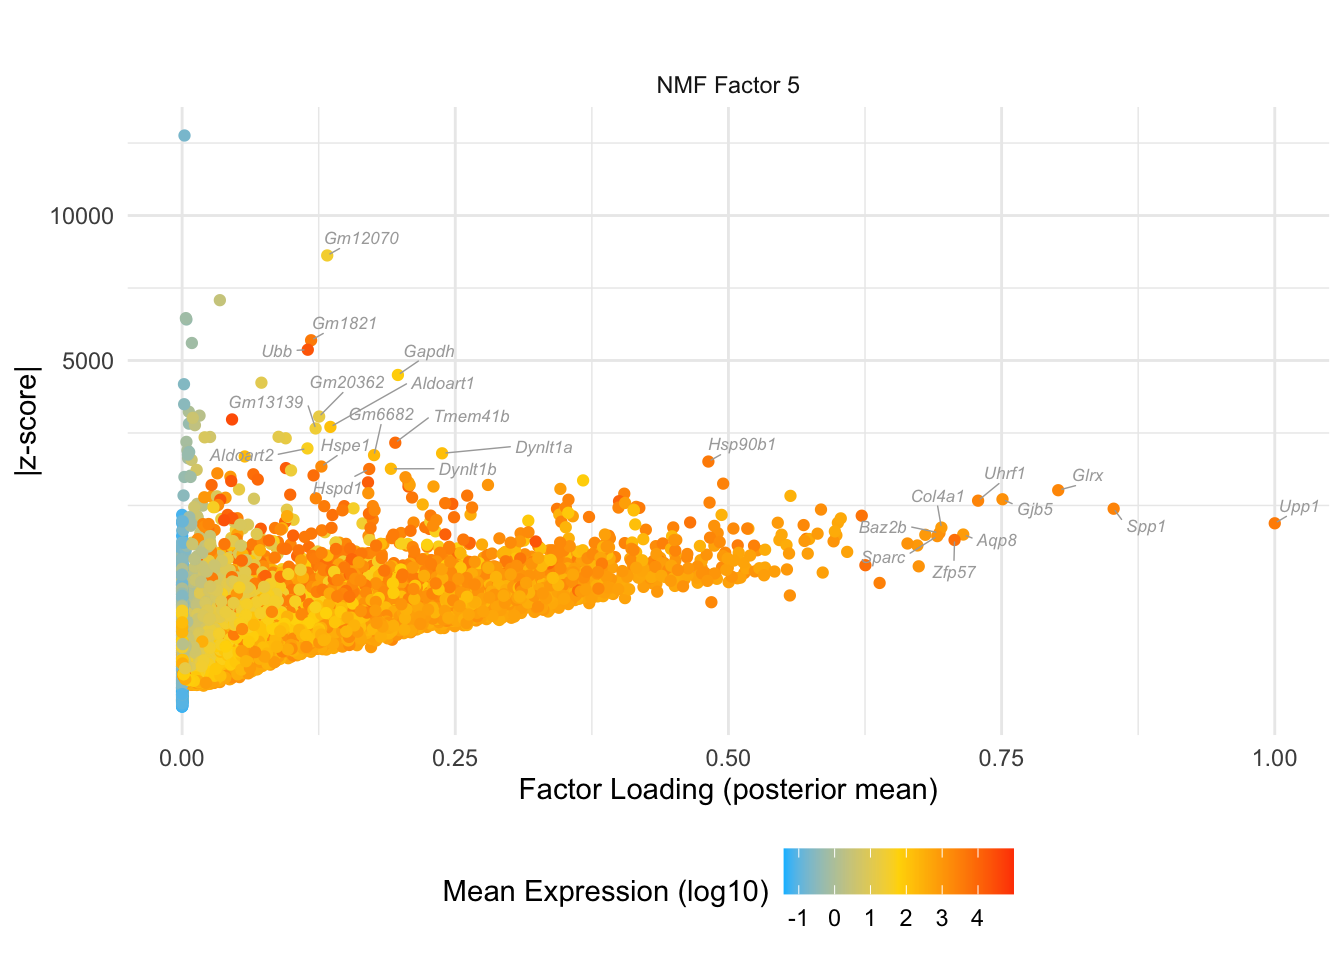 NMF Factor 5
10000
5000
|z-score|
Gm12070
Gm1821
Ubb
Gapdh
Gm20362
Aldoart1
Gm13139
Gm6682
Tmem41b
Aldoart2
Hspe1
Dynlt1a
Hsp90b1
Dynlt1b
Hspd1
Uhrf1
Glrx
Col4a1
Gjb5
Upp1
Baz2b
Spp1
Aqp8
Sparc
Zfp57
0.00 0.25 0.50 0.75 1.00
Factor Loading (posterior mean)
Mean Expression (log10)
-1 0 1 2 3 4